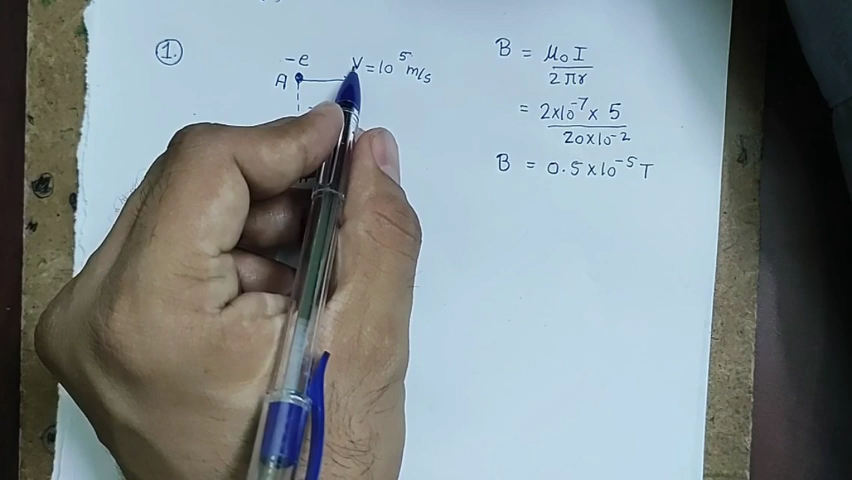 1.
-e
A V = 10⁵ m/s
B = μ₀I / 2πr
= 2×10⁻⁷ × 5 / 20×10⁻²
B = 0.5×10⁻⁵ T